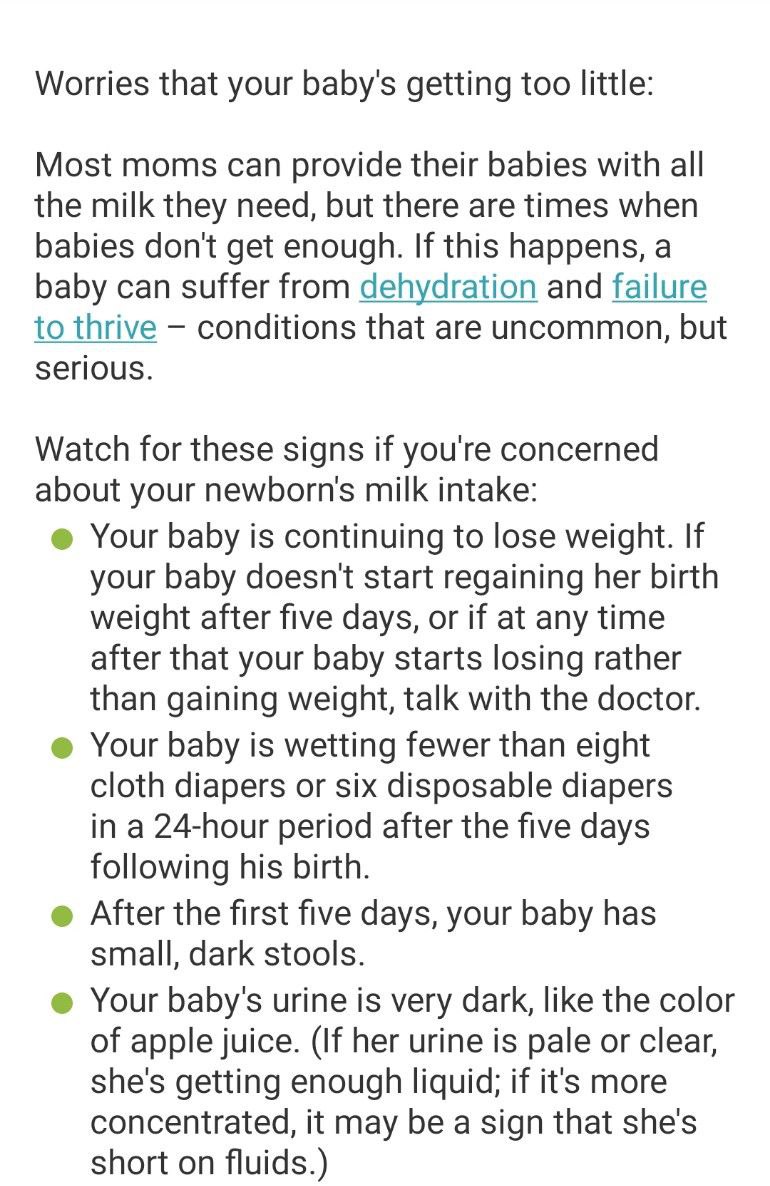 Worries that your baby's getting too little:
Most moms can provide their babies with all
the milk they need, but there are times when
babies don't get enough. If this happens, a
baby can suffer from dehydration and failure
to thrive – conditions that are uncommon, but
serious.
Watch for these signs if you're concerned
about your newborn's milk intake:
Your baby is continuing to lose weight. If
your baby doesn't start regaining her birth
weight after five days, or if at any time
after that your baby starts losing rather
than gaining weight, talk with the doctor.
Your baby is wetting fewer than eight
cloth diapers or six disposable diapers
in a 24-hour period after the five days
following his birth.
After the first five days, your baby has
small, dark stools.
Your baby's urine is very dark, like the color
of apple juice. (If her urine is pale or clear,
she's getting enough liquid; if it's more
concentrated, it may be a sign that she's
short on fluids.)